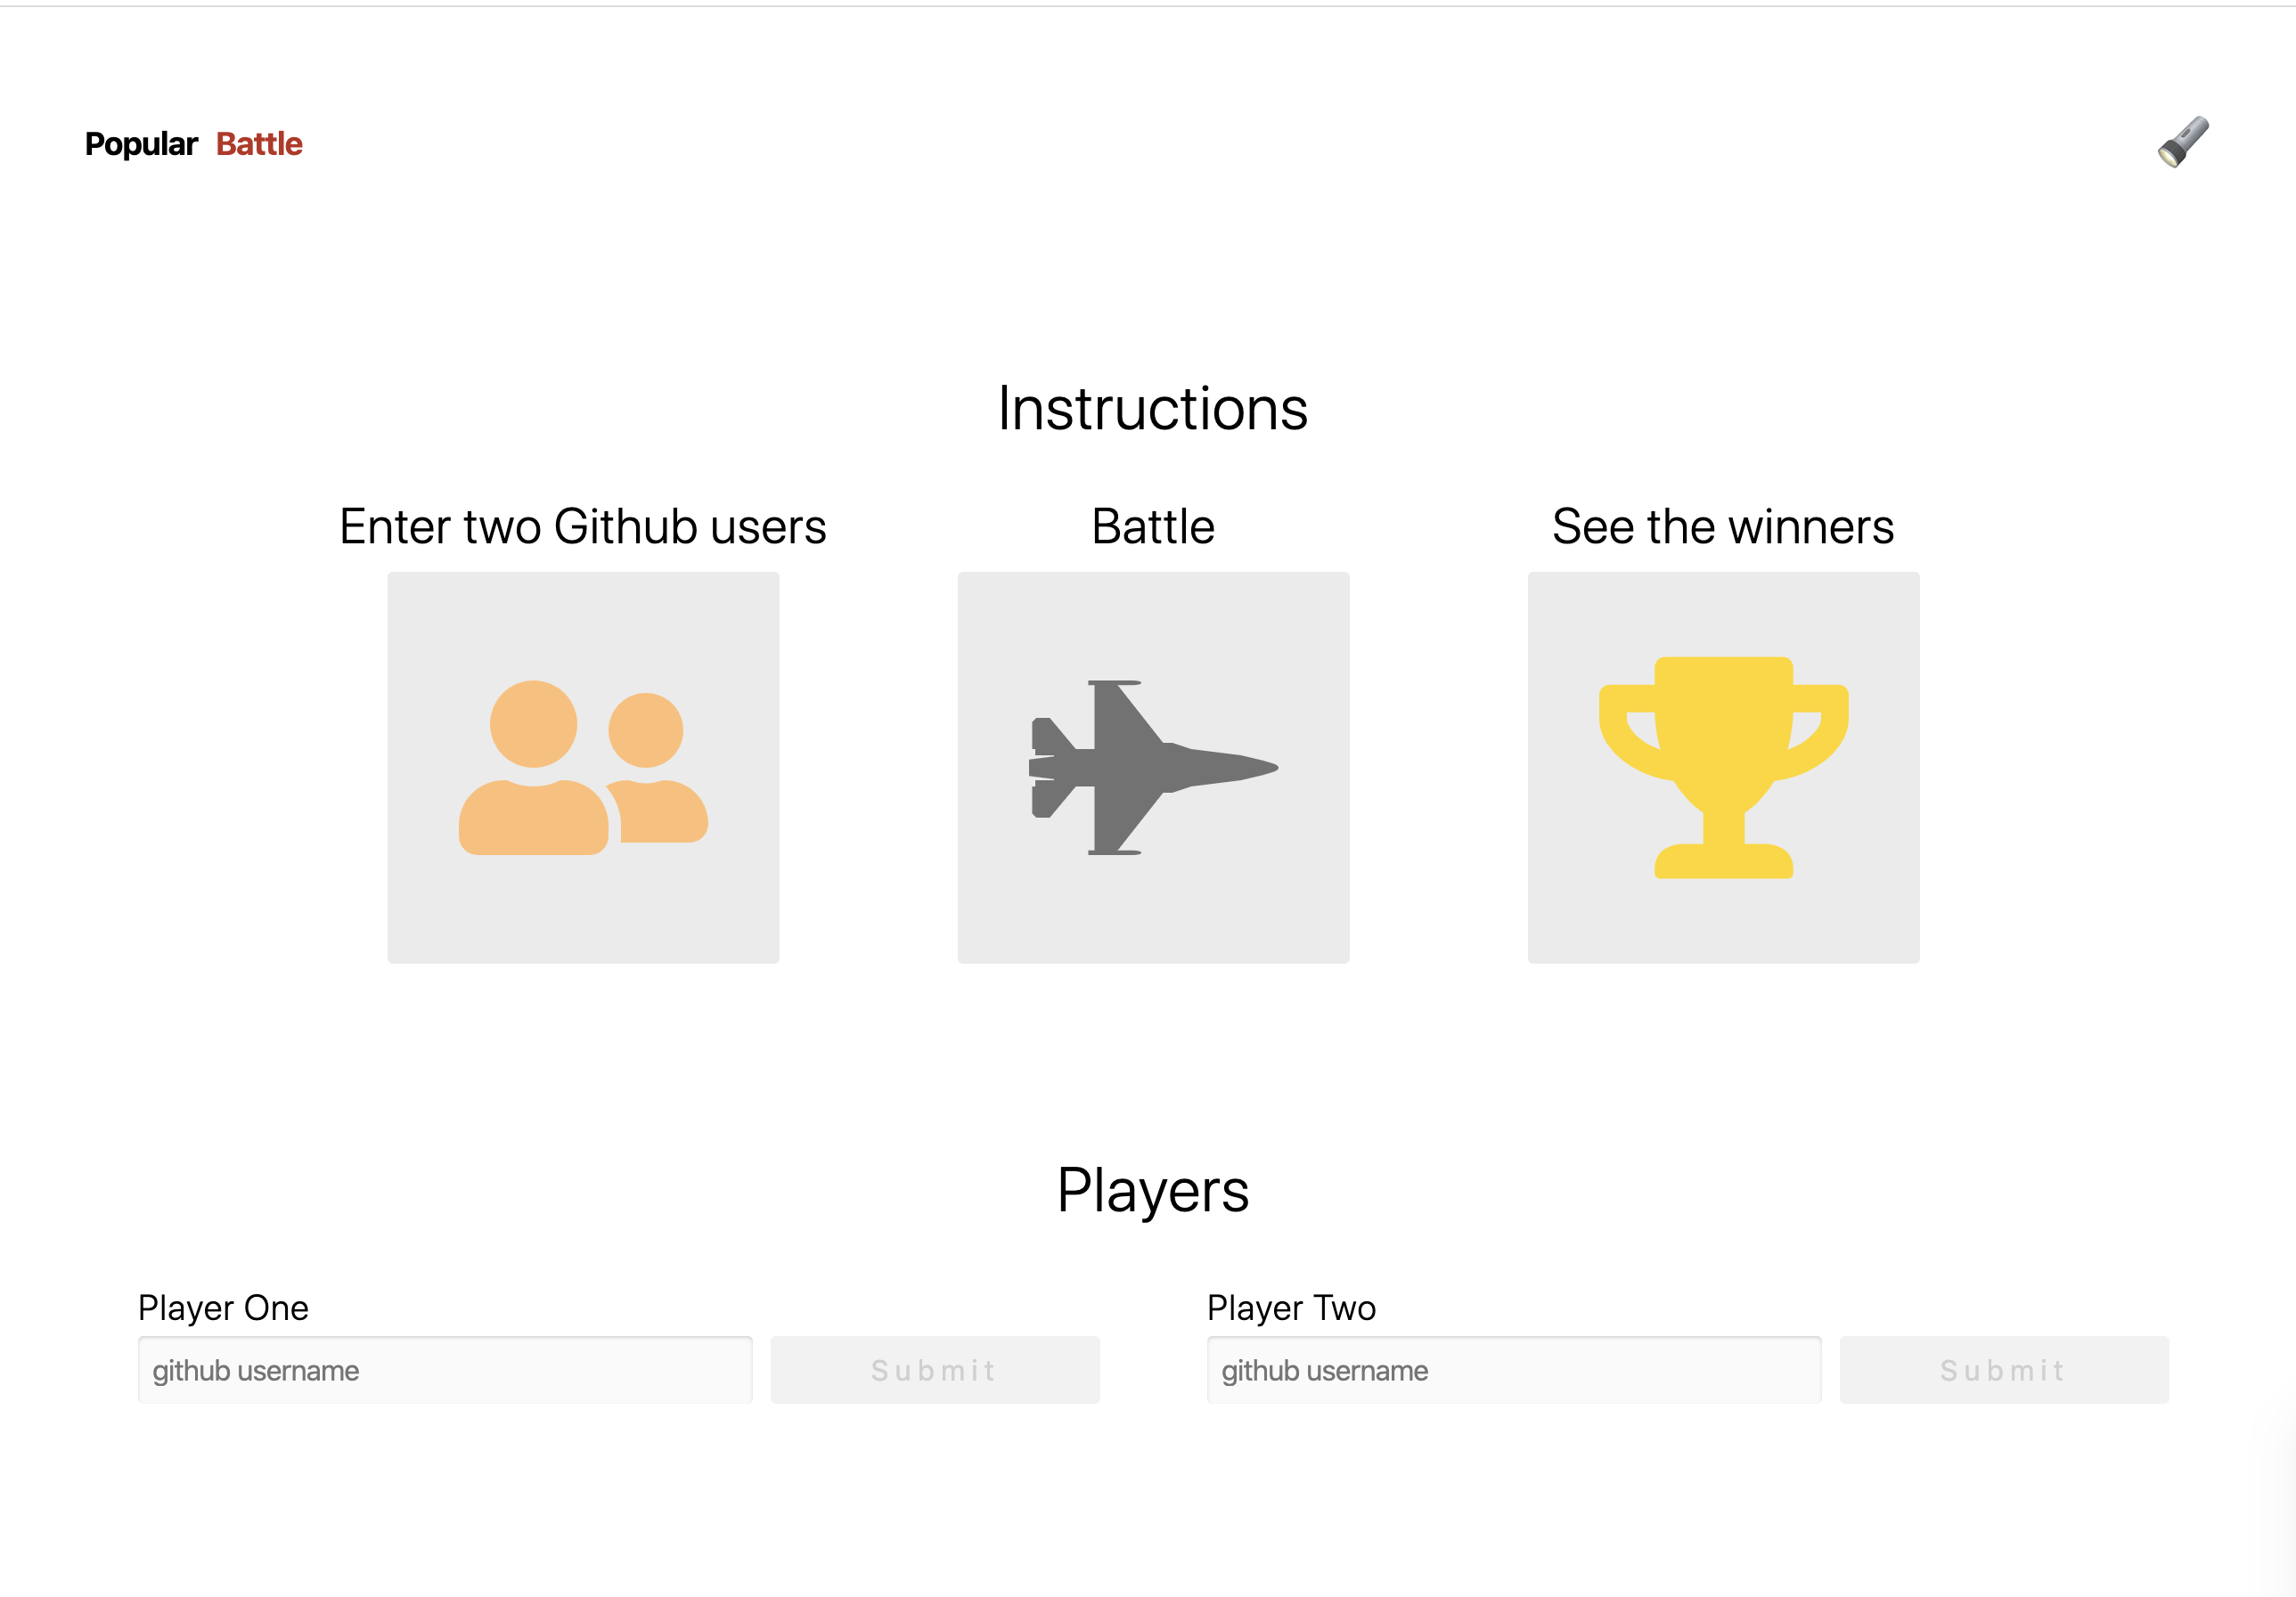 Popular Battle
Instructions
Enter two Github users
Battle
See the winners
Players
Player One
github username
Submit
Player Two
github username
Submit